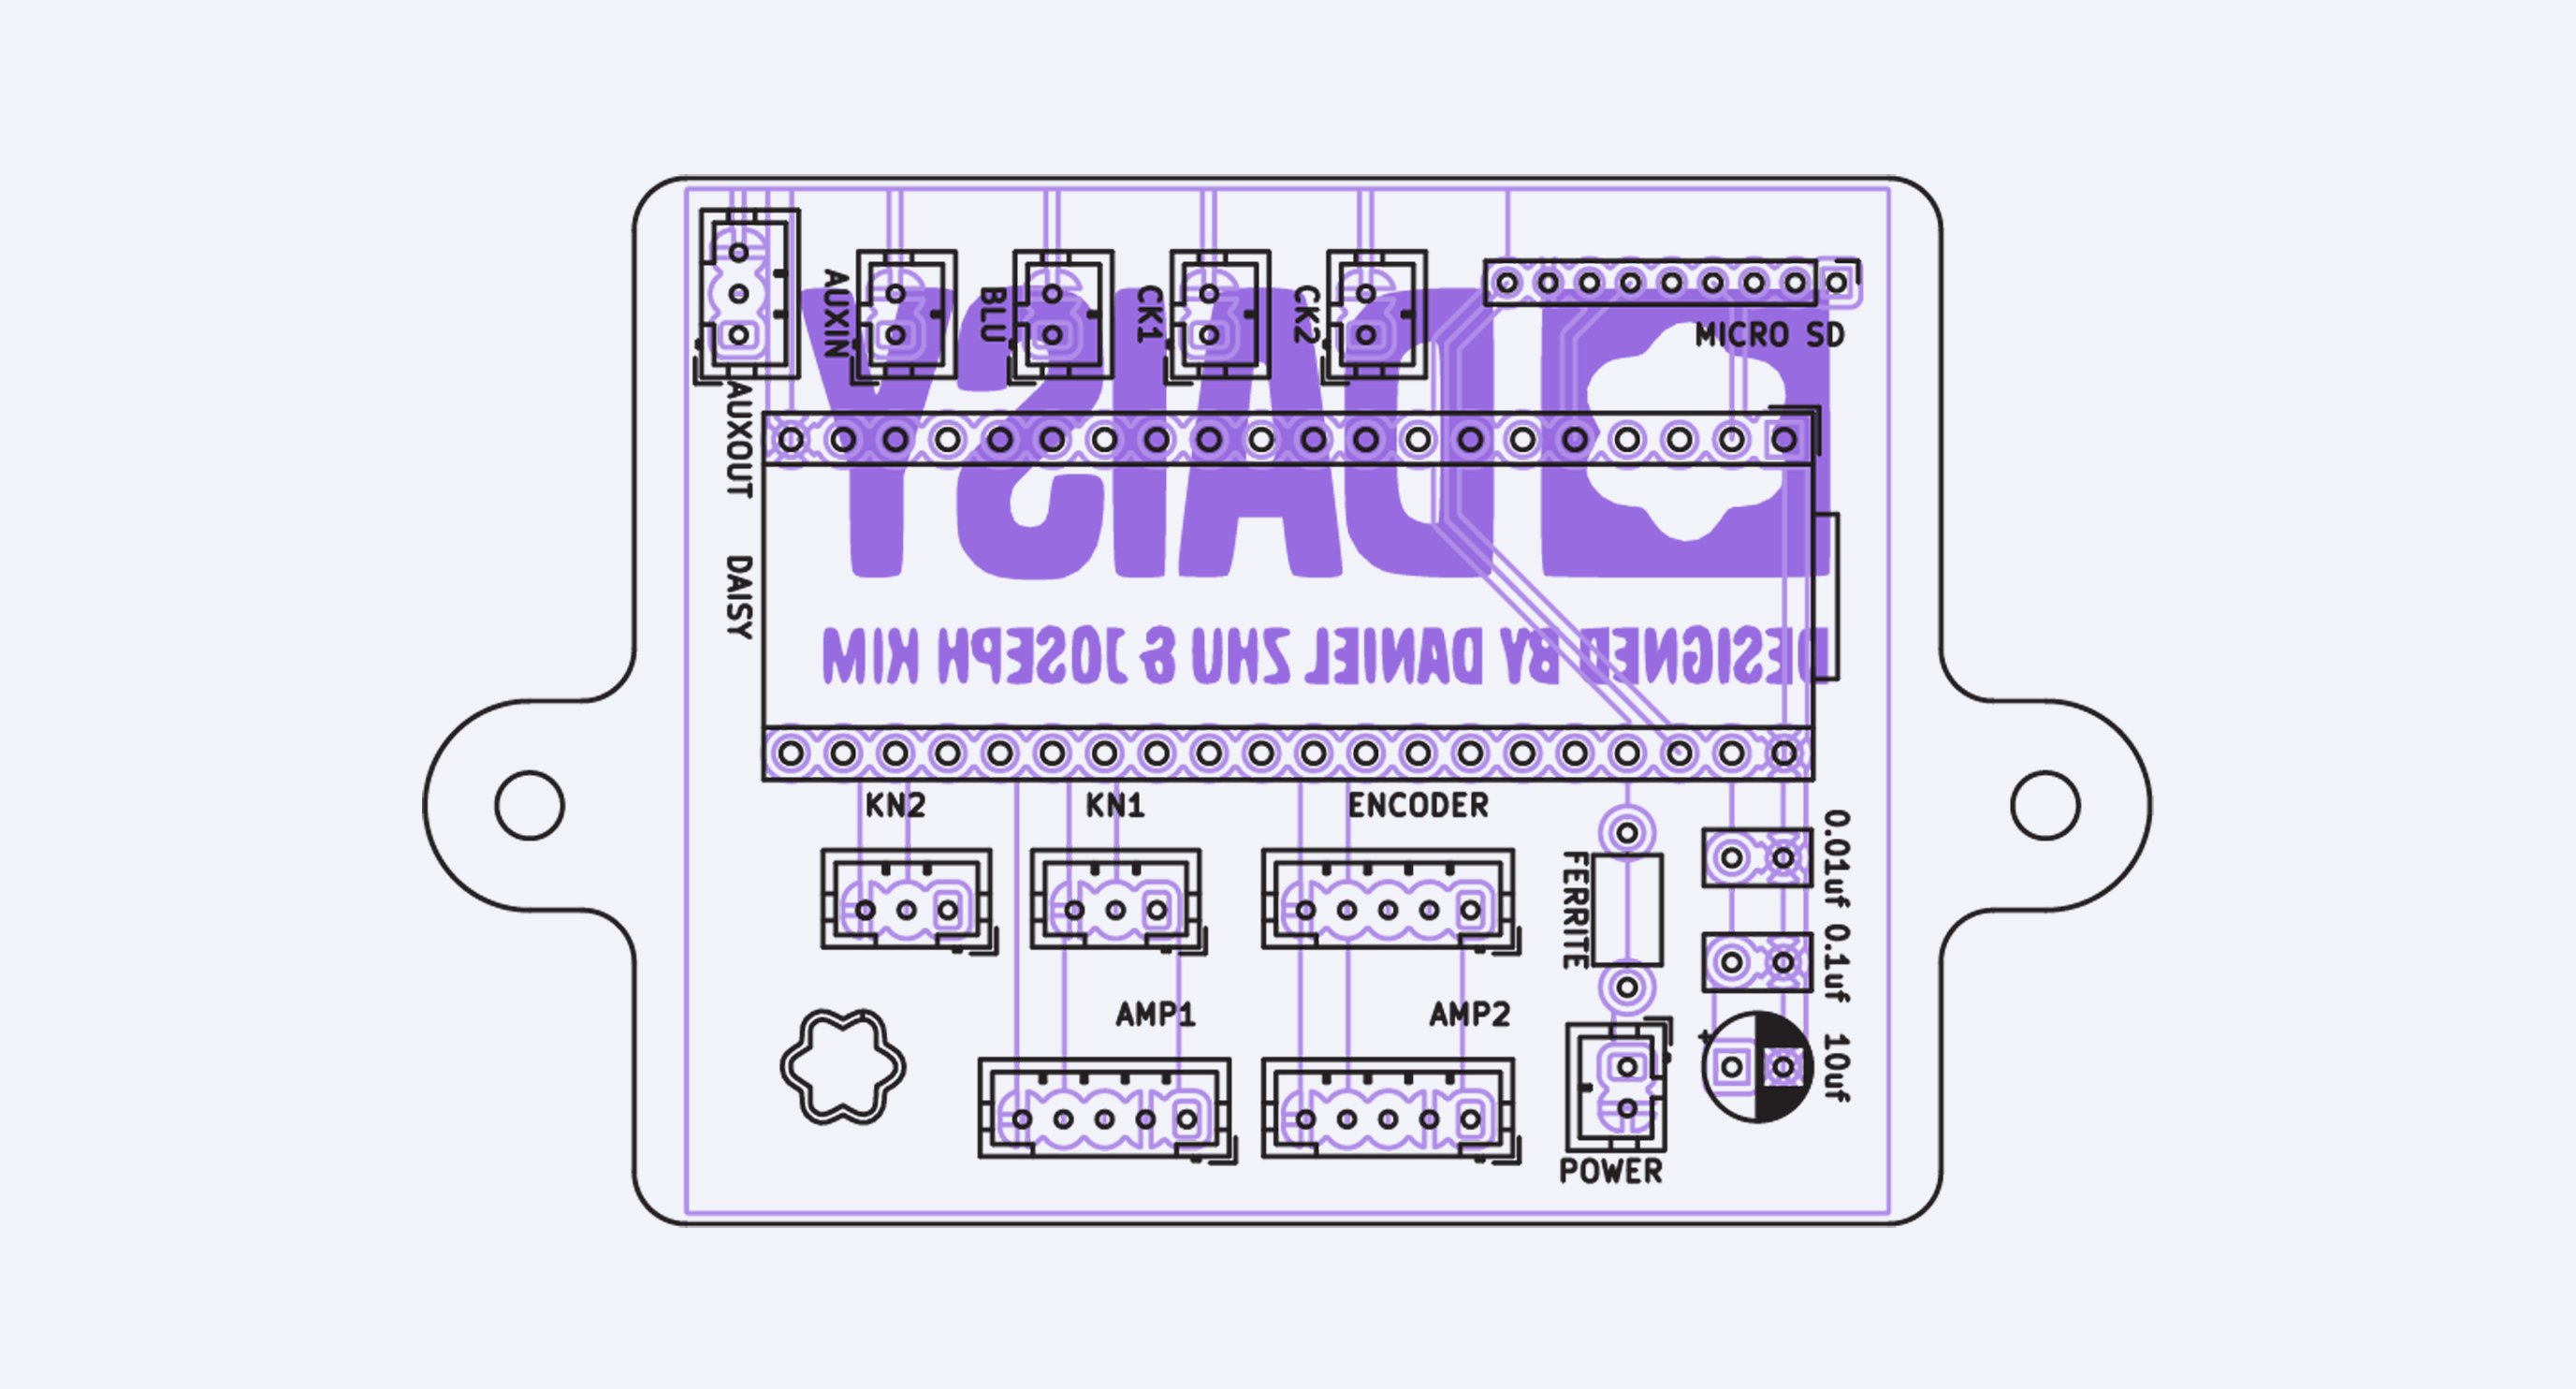 AUXIN
BLU
CK1
CK2
MICRO SD
AUXOUT
DAISY
DAISY
DESIGNED BY DANIEL ZHU & JOSEPH KIM
KN2
KN1
ENCODER
FERRITE
0.01uf
0.1uf
10uf
AMP1
AMP2
+
POWER